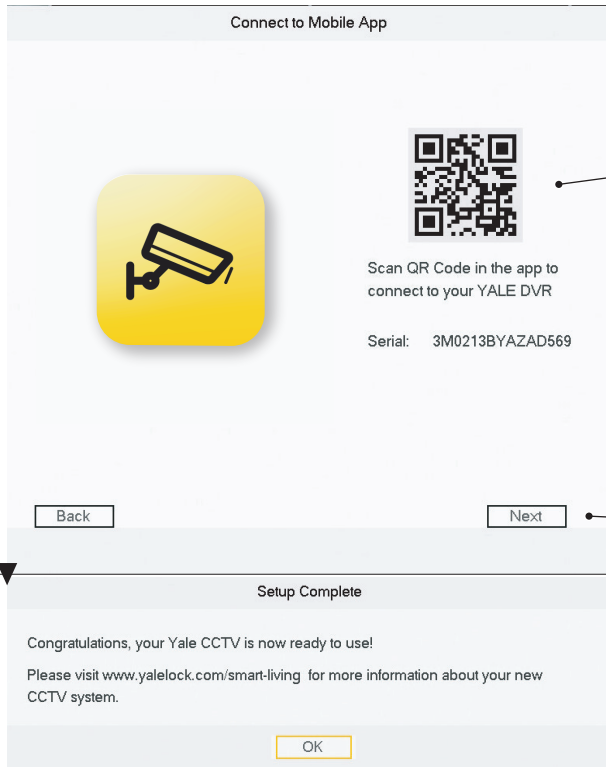 Connect to Mobile App
Scan QR Code in the app to
connect to your YALE DVR
Serial: 3M0213BYAZAD569
Back
Next
Setup Complete
Congratulations, your Yale CCTV is now ready to use!
Please visit www.yalelock.com/smart-living for more information about your new
CCTV system.
OK